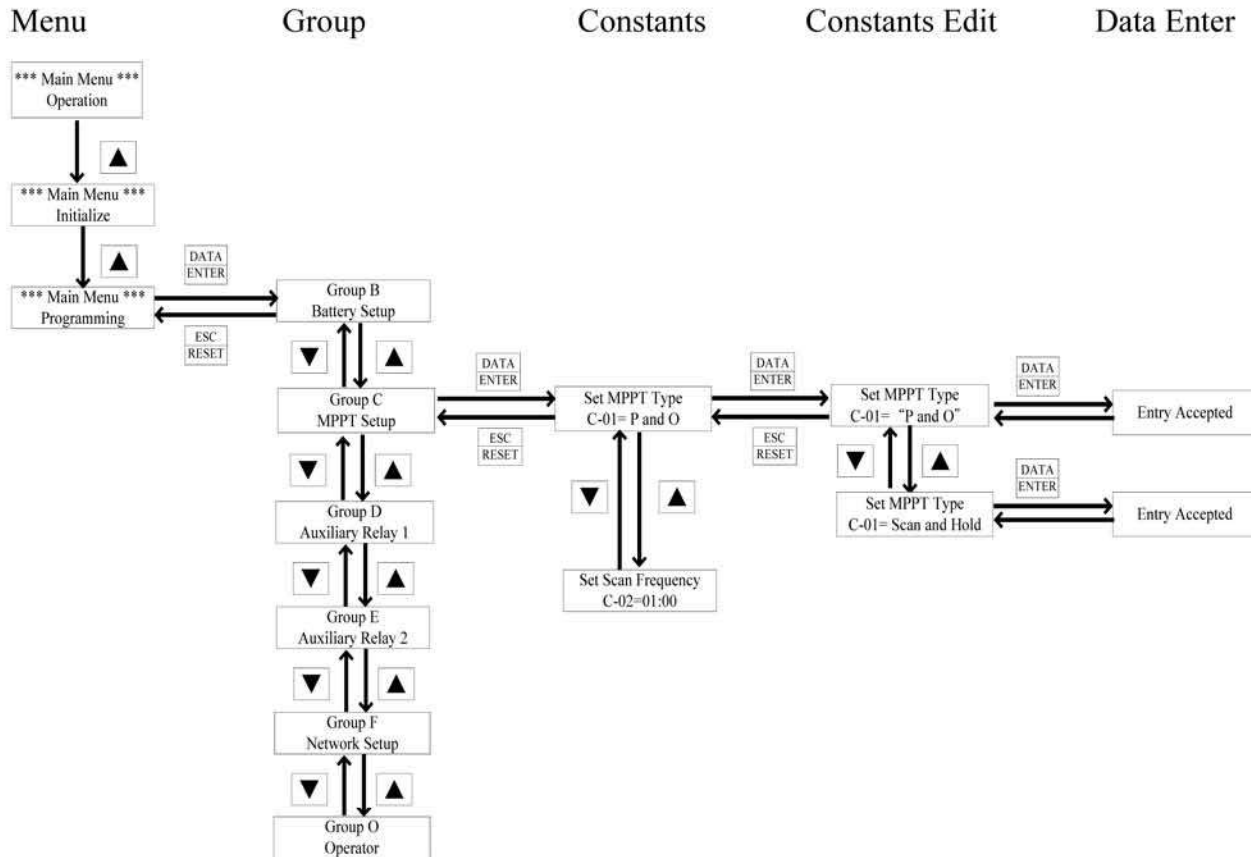 Menu
Group
Constants
Constants Edit
Data Enter
*** Main Menu ***
Operation
*** Main Menu ***
Initialize
*** Main Menu ***
Programming
DATA
ENTER
ESC
RESET
Group B
Battery Setup
Group C
MPPT Setup
Group D
Auxiliary Relay 1
Group E
Auxiliary Relay 2
Group F
Network Setup
Group O
Operator
DATA
ENTER
ESC
RESET
Set MPPT Type
C-01= P and O
Set Scan Frequency
C-02=01:00
DATA
ENTER
ESC
RESET
Set MPPT Type
C-01= “P and O”
Set MPPT Type
C-01= Scan and Hold
DATA
ENTER
Entry Accepted
DATA
ENTER
Entry Accepted